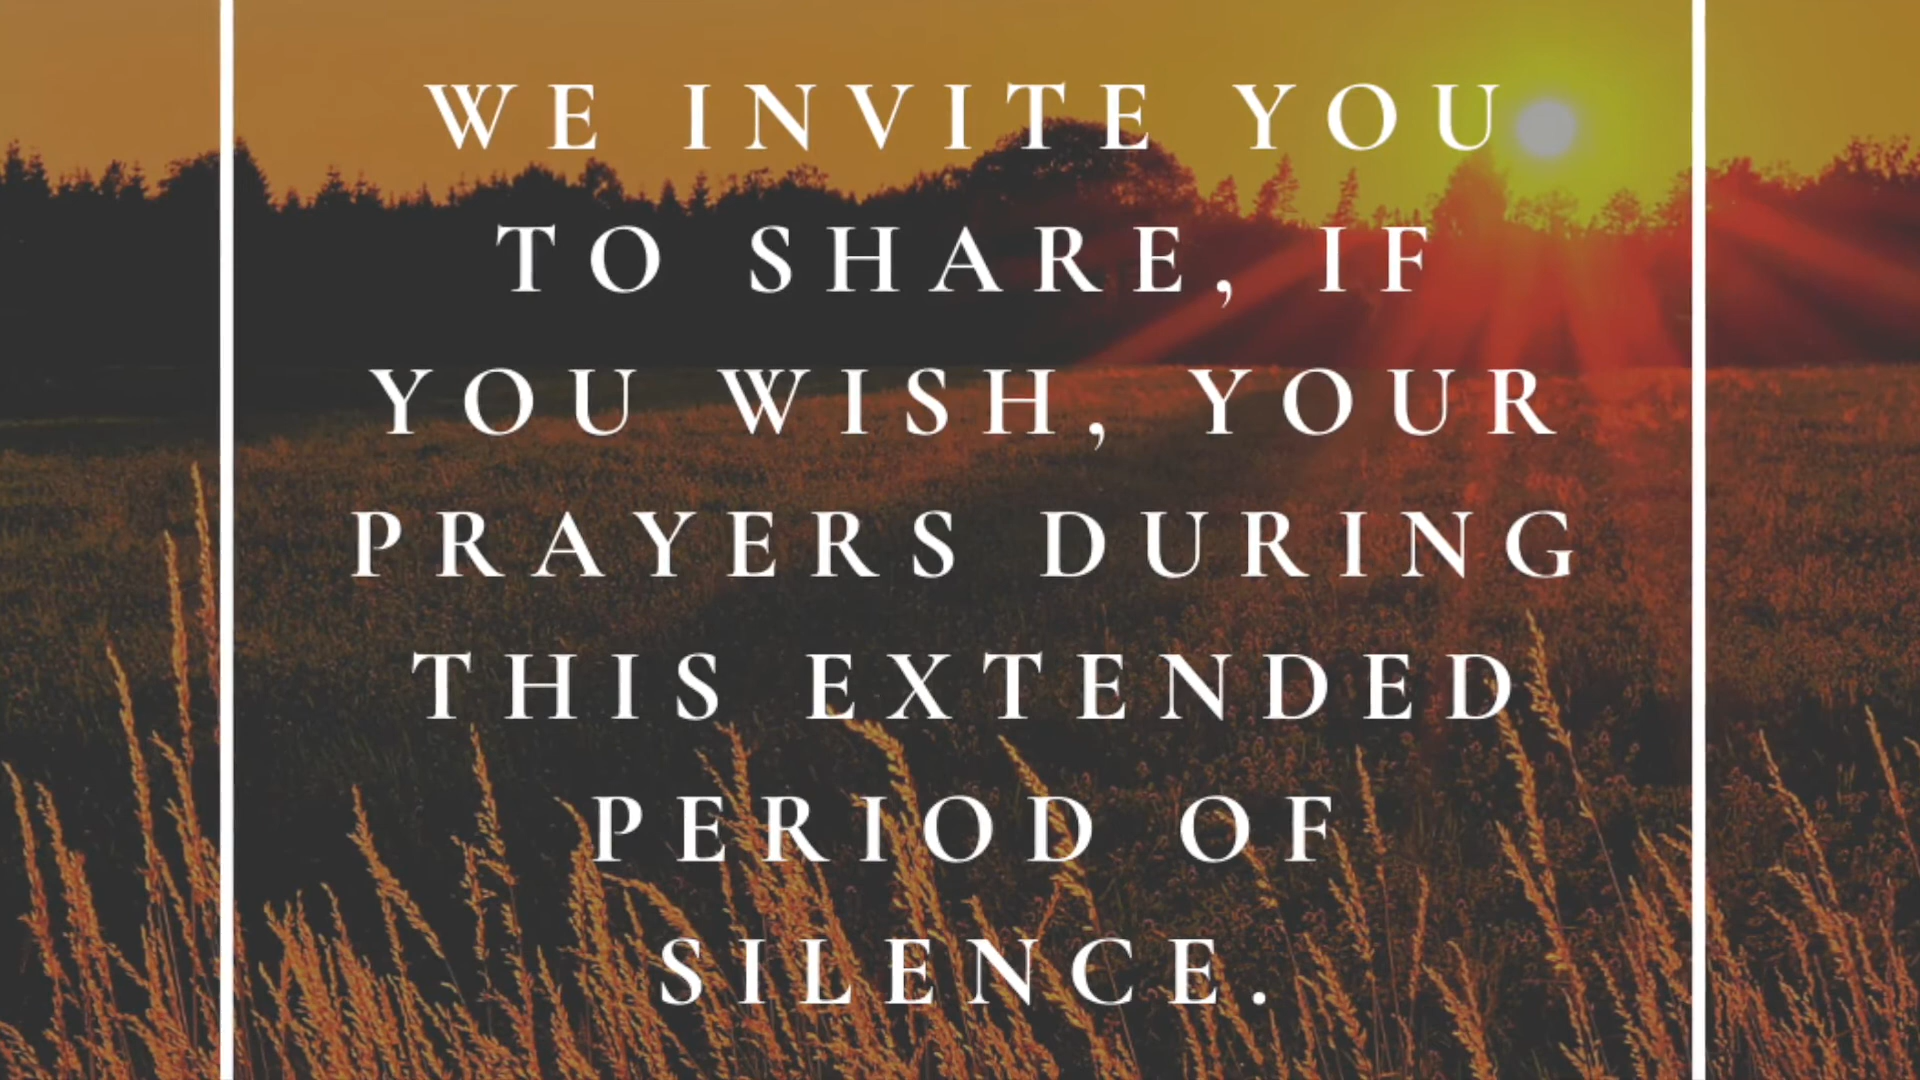 WE INVITE YOU
TO SHARE, IF
YOU WISH, YOUR
PRAYERS DURING
THIS EXTENDED
PERIOD OF
SILENCE.